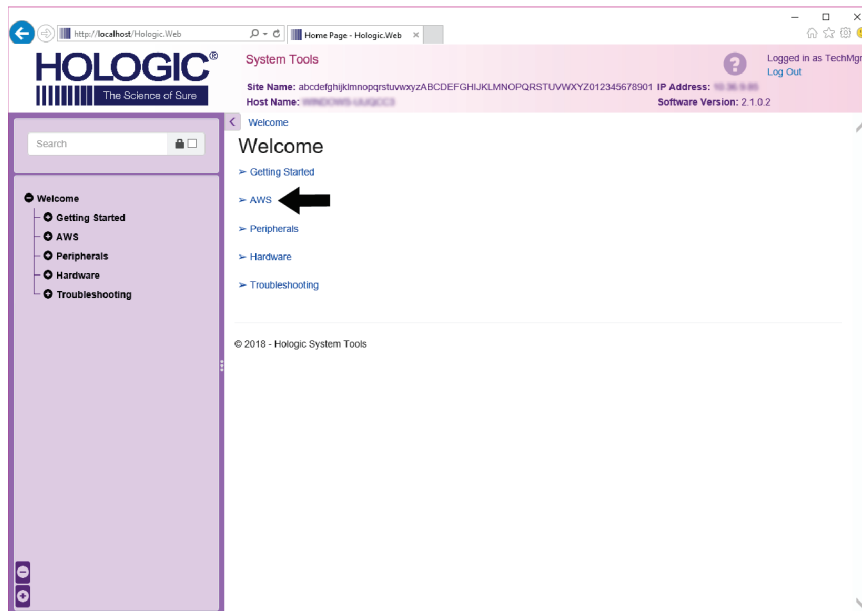 http://localhost/Hologic.Web
Home Page - Hologic.Web
HOLOGIC®
The Science of Sure
System Tools
Logged in as TechMgr
Log Out
Site Name: abcdefghijklmnopqrstuvwxyzABCDEFGHIJKLMNOPQRSTUVWXYZ012345678901 IP Address:
Host Name:
Software Version: 2.1.0.2
Search
Welcome
Getting Started
AWS
Peripherals
Hardware
Troubleshooting
Welcome
Welcome
➢ Getting Started
➢ AWS
➢ Peripherals
➢ Hardware
➢ Troubleshooting
© 2018 - Hologic System Tools